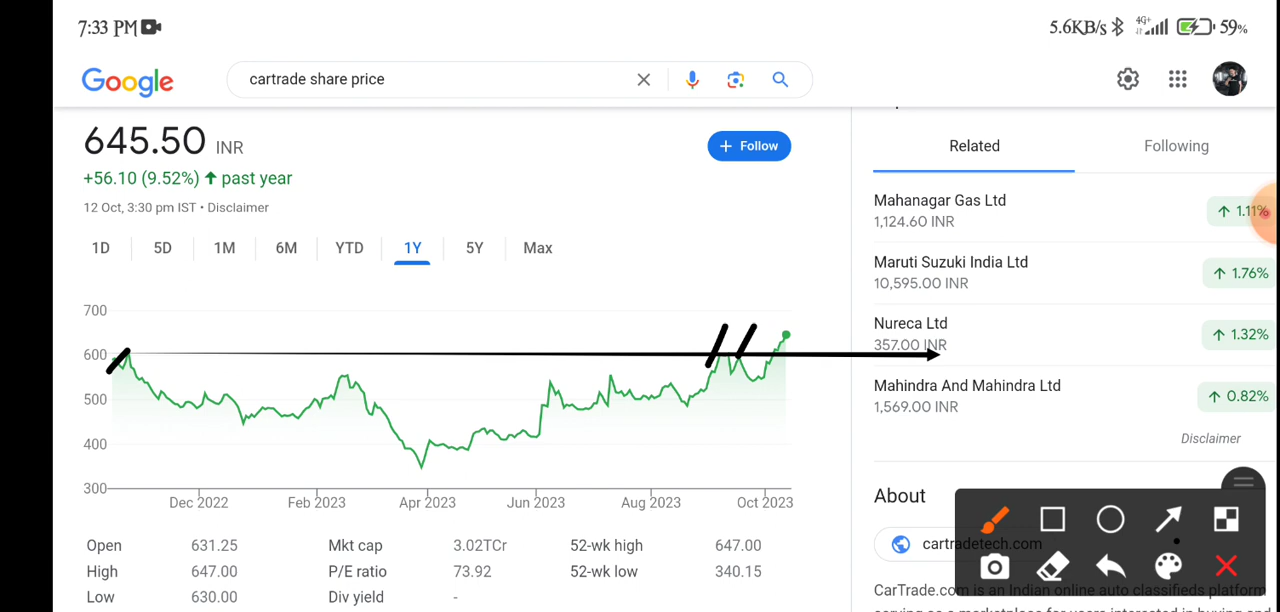 7:33 PM
5.6KB/s 4G+ 59%
Google
cartrade share price
645.50 INR
+ Follow
+56.10 (9.52%) ↑ past year
12 Oct, 3:30 pm IST • Disclaimer
1D 5D 1M 6M YTD 1Y 5Y Max
700
600
500
400
300
Dec 2022 Feb 2023 Apr 2023 Jun 2023 Aug 2023 Oct 2023
Open 631.25 Mkt cap 3.02TCr 52-wk high 647.00
High 647.00 P/E ratio 73.92 52-wk low 340.15
Low 630.00 Div yield -
Related Following
Mahanagar Gas Ltd
1,124.60 INR ↑ 1.11%
Maruti Suzuki India Ltd
10,595.00 INR ↑ 1.76%
Nureca Ltd
357.00 INR ↑ 1.32%
Mahindra And Mahindra Ltd
1,569.00 INR ↑ 0.82%
Disclaimer
About
cartradetech.com
CarTrade.com is an Indian online auto classifieds platform